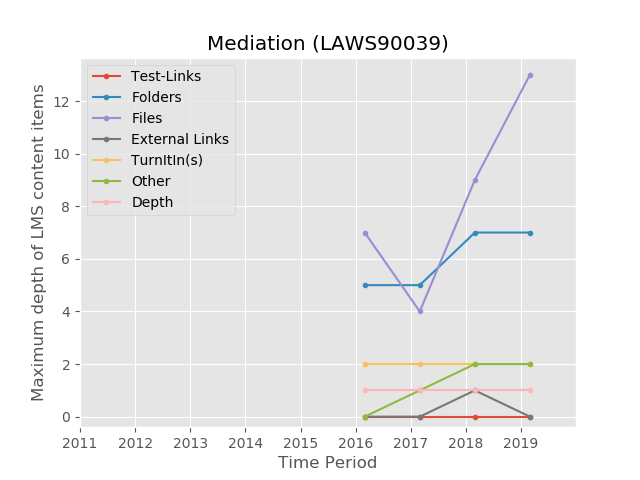 Mediation (LAWS90039)
Test-Links
Folders
Files
External Links
TurnItIn(s)
Other
Depth
Maximum depth of LMS content items
12
10
8
6
4
2
0
2011 2012 2013 2014 2015 2016 2017 2018 2019
Time Period